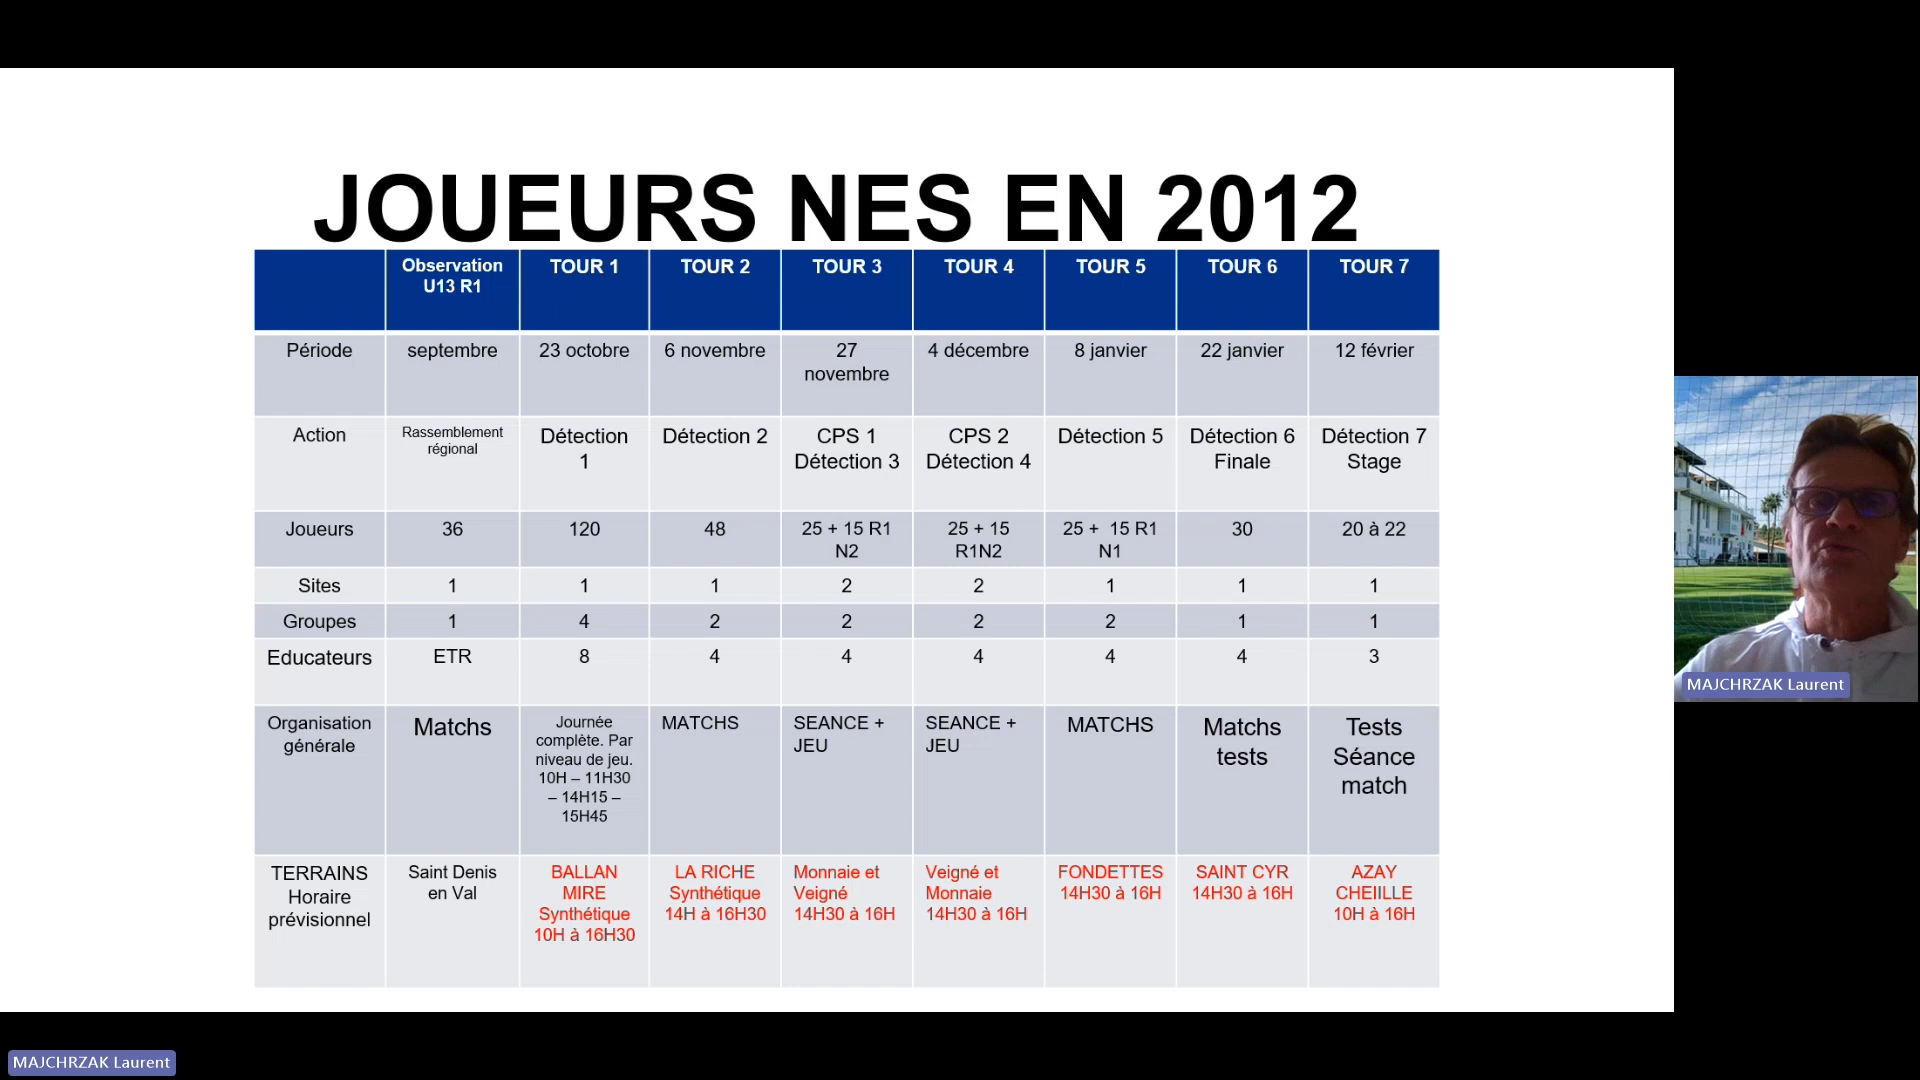 JOUEURS NES EN 2012
Observation U13 R1 TOUR 1 TOUR 2 TOUR 3 TOUR 4 TOUR 5 TOUR 6 TOUR 7
Période septembre 23 octobre 6 novembre 27 novembre 4 décembre 8 janvier 22 janvier 12 février
Action Rassemblement régional Détection 1 Détection 2 CPS 1 Détection 3 CPS 2 Détection 4 Détection 5 Détection 6 Finale Détection 7 Stage
Joueurs 36 120 48 25 + 15 R1 N2 25 + 15 R1N2 25 + 15 R1 N1 30 20 à 22
Sites 1 1 1 2 2 1 1 1
Groupes 1 4 2 2 2 2 1 1
Educateurs ETR 8 4 4 4 4 4 3
Organisation générale Matchs Journée complète. Par niveau de jeu. 10H – 11H30 – 14H15 – 15H45 MATCHS SEANCE + JEU SEANCE + JEU MATCHS Matchs tests Tests Séance match
TERRAINS Horaire prévisionnel Saint Denis en Val BALLAN MIRE Synthétique 10H à 16H30 LA RICHE Synthétique 14H à 16H30 Monnaie et Veigné 14H30 à 16H Veigné et Monnaie 14H30 à 16H FONDETTES 14H30 à 16H SAINT CYR 14H30 à 16H AZAY CHEIILLE 10H à 16H
MAJCHRZAK Laurent
MAJCHRZAK Laurent